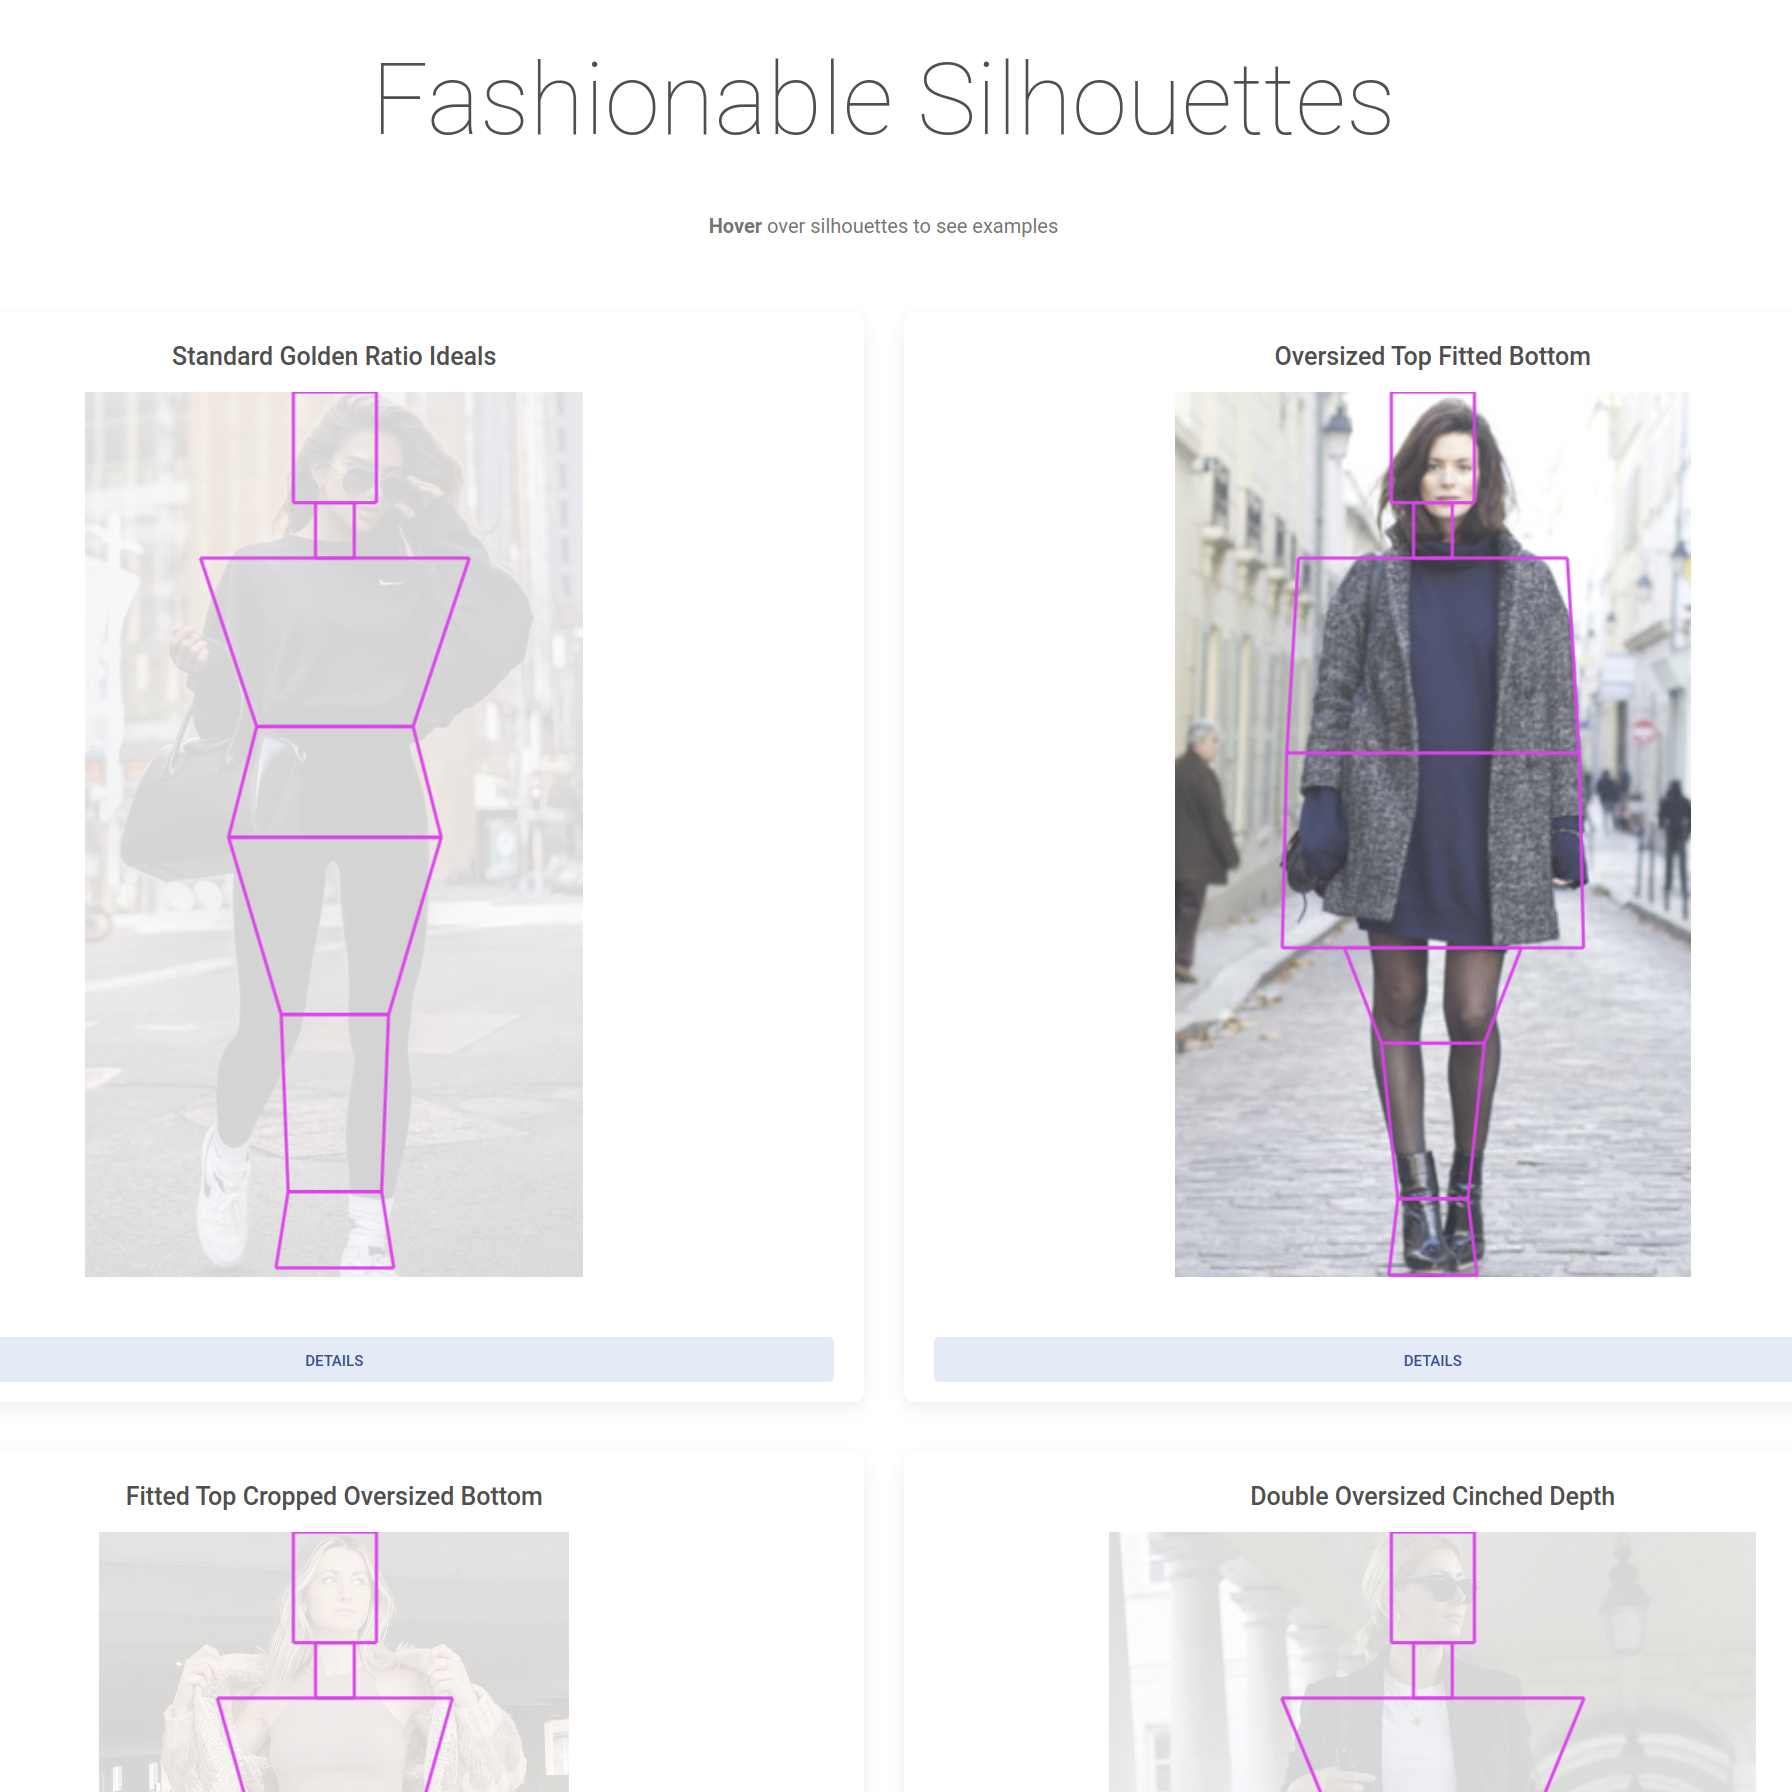 Fashionable Silhouettes
Hover over silhouettes to see examples
Standard Golden Ratio Ideals
Oversized Top Fitted Bottom
DETAILS
DETAILS
Fitted Top Cropped Oversized Bottom
Double Oversized Cinched Depth